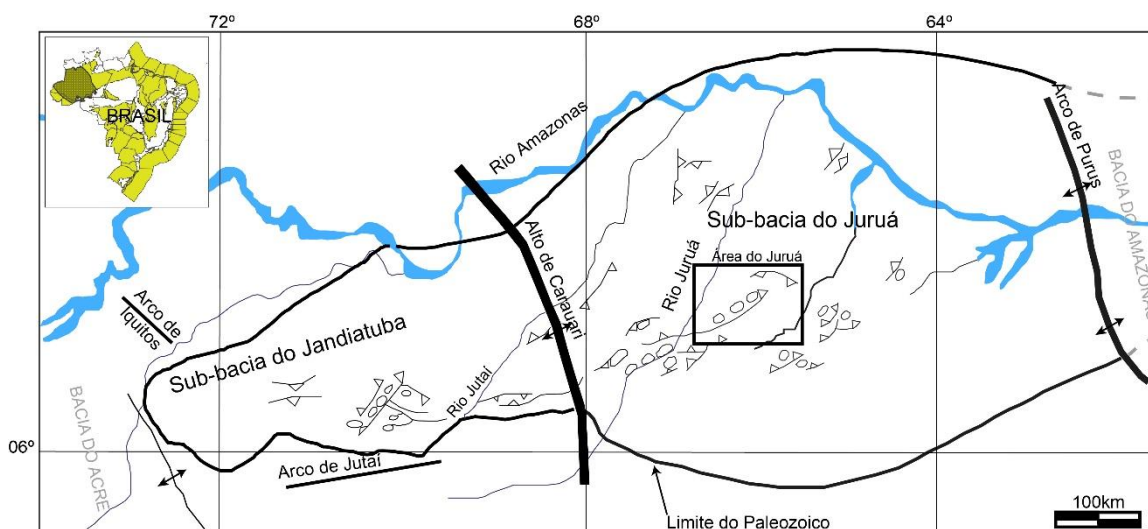 72º
68º
64º
BRASIL
Rio Amazonas
Arco de Purus
BACIA DO AMAZONAS
Sub-bacia do Juruá
Área do Juruá
Rio Juruá
Alto de Carauari
Arco de
Iquitos
Sub-bacia do Jandiatuba
Rio Jutaí
BACIA DO ACRE
06º
Arco de Jutaí
100km
Limite do Paleozoico